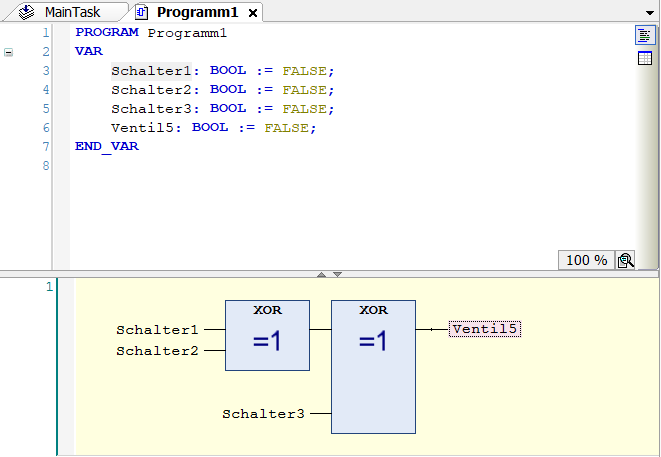 MainTask
Programm1
1 PROGRAM Programm1
2 VAR
3 Schalter1: BOOL := FALSE;
4 Schalter2: BOOL := FALSE;
5 Schalter3: BOOL := FALSE;
6 Ventil5: BOOL := FALSE;
7 END_VAR
8
100 %
1
XOR XOR
Schalter1 =1 =1 Ventil5
Schalter2
Schalter3